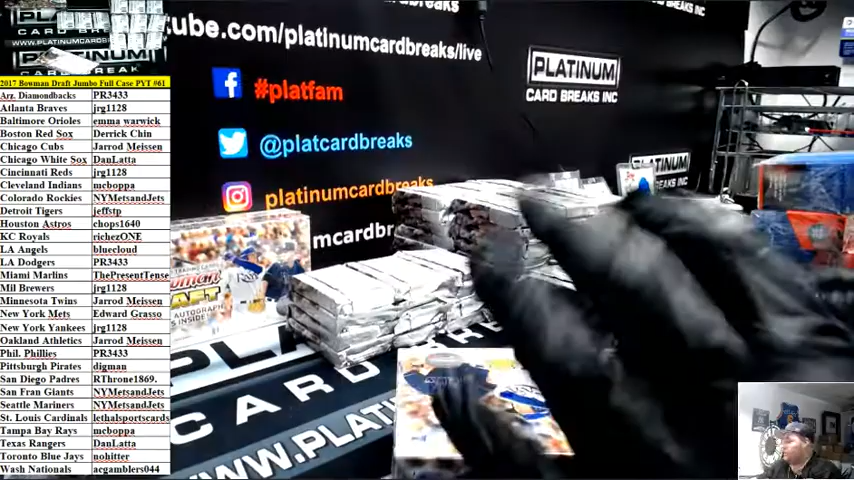 tube.com/platinumcardbreaks/live
#platfam
@platcardbreaks
platinumcardbreaks
mcardbr
PLATINUM
CARD BREAKS INC
PLATINUM
2017 Bowman Draft Jumbo Full Case PYT #61
Arz. Diamondbacks PR3433
Atlanta Braves jrg1128
Baltimore Orioles emma warwick
Boston Red Sox Derrick Chin
Chicago Cubs Jarrod Meissen
Chicago White Sox DanLatta
Cincinnati Reds jrg1128
Cleveland Indians mcboppa
Colorado Rockies NYMetsandJets
Detroit Tigers jeffstp
Houston Astros chops1640
KC Royals richezONE
LA Angels bluecloud
LA Dodgers PR3433
Miami Marlins ThePresentTense
Mil Brewers jrg1128
Minnesota Twins Jarrod Meissen
New York Mets Edward Grasso
New York Yankees jrg1128
Oakland Athletics Jarrod Meissen
Phil. Phillies PR3433
Pittsburgh Pirates digman
San Diego Padres RThrone1869.
San Fran Giants NYMetsandJets
Seattle Mariners NYMetsandJets
St. Louis Cardinals lethalsportscards
Tampa Bay Rays mcboppa
Texas Rangers DanLatta
Toronto Blue Jays nohitter
Wash Nationals acgamblers044